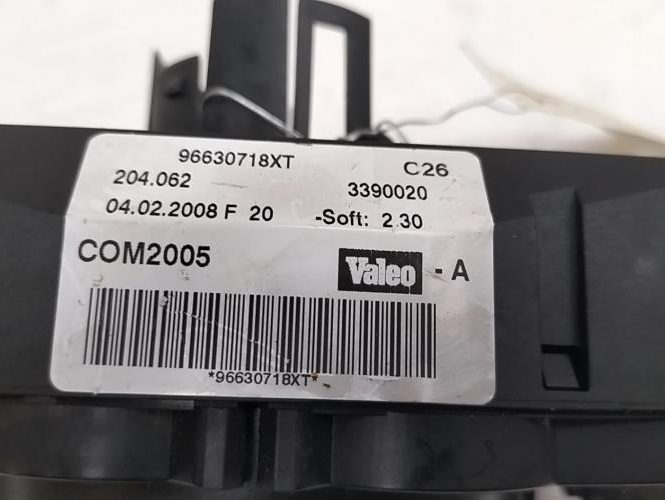 96630718XT C26
204.062 3390020
04.02.2008 F 20 -Soft: 2.30
COM2005 Valeo - A
*96630718XT*